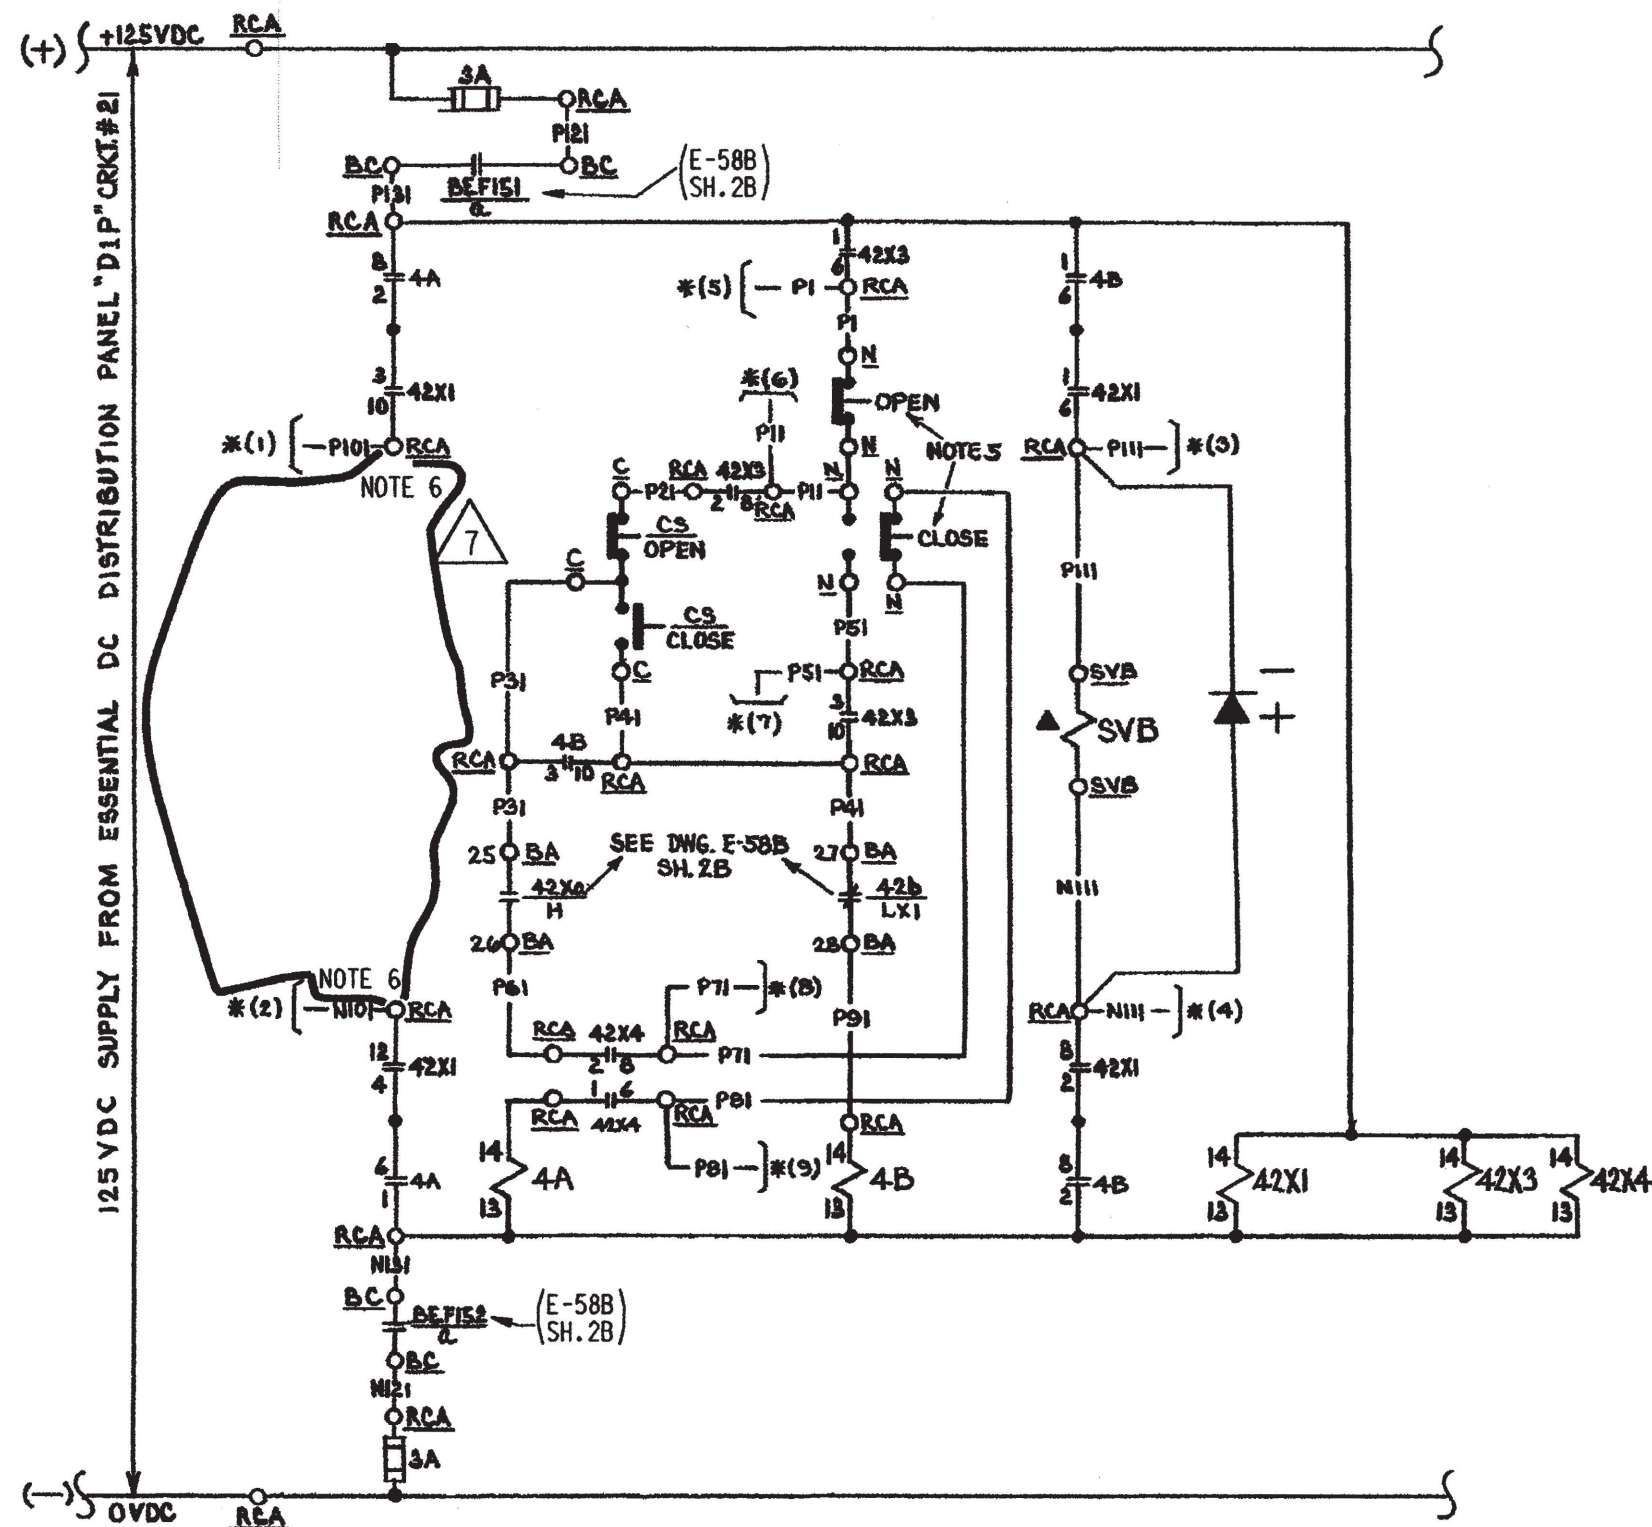 (+) +125VDC RCA
3A
RCA
P121
BC BC
BEF151
a
(E-58B)
(SH.2B)
P131
RCA
8 4A
2
3 42X1
10
*(1) P101 RCA
NOTE 6
7
1 42X3
6
*(5) P1 RCA
P1
N
OPEN
N
NOTE 5
*(6)
P11
C P21 RCA 42X3 P11 N N
2 8 RCA
CS
OPEN
CLOSE
C
N N
CS
CLOSE
C
P51
P51 RCA
*(7)
P31
P41
3 42X3
10
4B
RCA 3 10 RCA RCA
P31
P41
25 BA
SEE DWG. E-58B
SH.2B
27 BA
42Xa
H
42b
LX1
26 BA
28 BA
P61
P71 *(8)
P91
RCA 42X4 RCA
2 8 P71
1 6 P81
RCA 42X4 RCA
RCA
P81 *(9)
14 4A
13
14 4B
13
1 4B
6
1 42X1
6
RCA P111 *(3)
P111
SVB
SVB
SVB
−
+
N111
RCA N111 *(4)
8 42X1
2
8 4B
2
14 42X1
13
14 42X3
13
14 42X4
13
NOTE 6
*(2) N101 RCA
12 42X1
4
6 4A
1
RCA
N131
BC
BEF152
a
(E-58B)
(SH.2B)
BC
N121
RCA
3A
(−) 0VDC RCA
125VDC SUPPLY FROM ESSENTIAL DC DISTRIBUTION PANEL "D1P" CRKT.#21